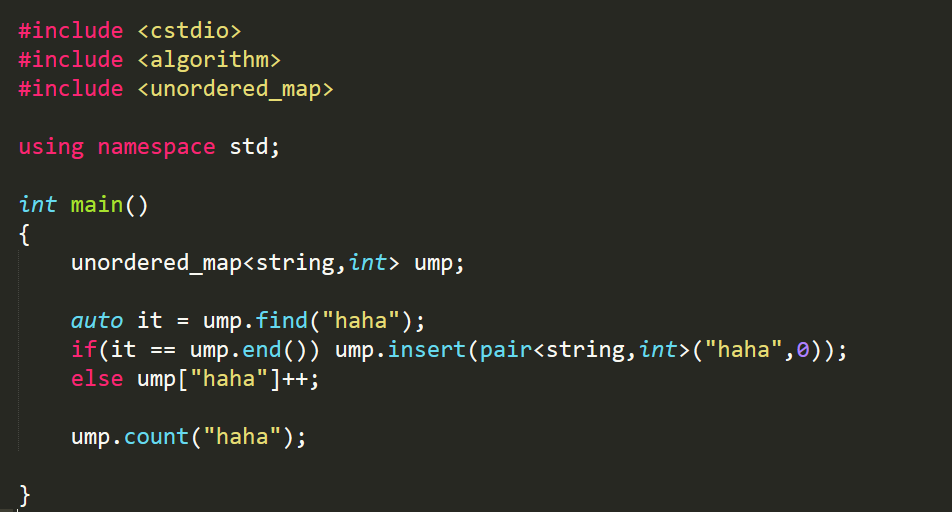 #include <cstdio>
#include <algorithm>
#include <unordered_map>
using namespace std;
int main()
{
unordered_map<string,int> ump;
auto it = ump.find("haha");
if(it == ump.end()) ump.insert(pair<string,int>("haha",0));
else ump["haha"]++;
ump.count("haha");
}